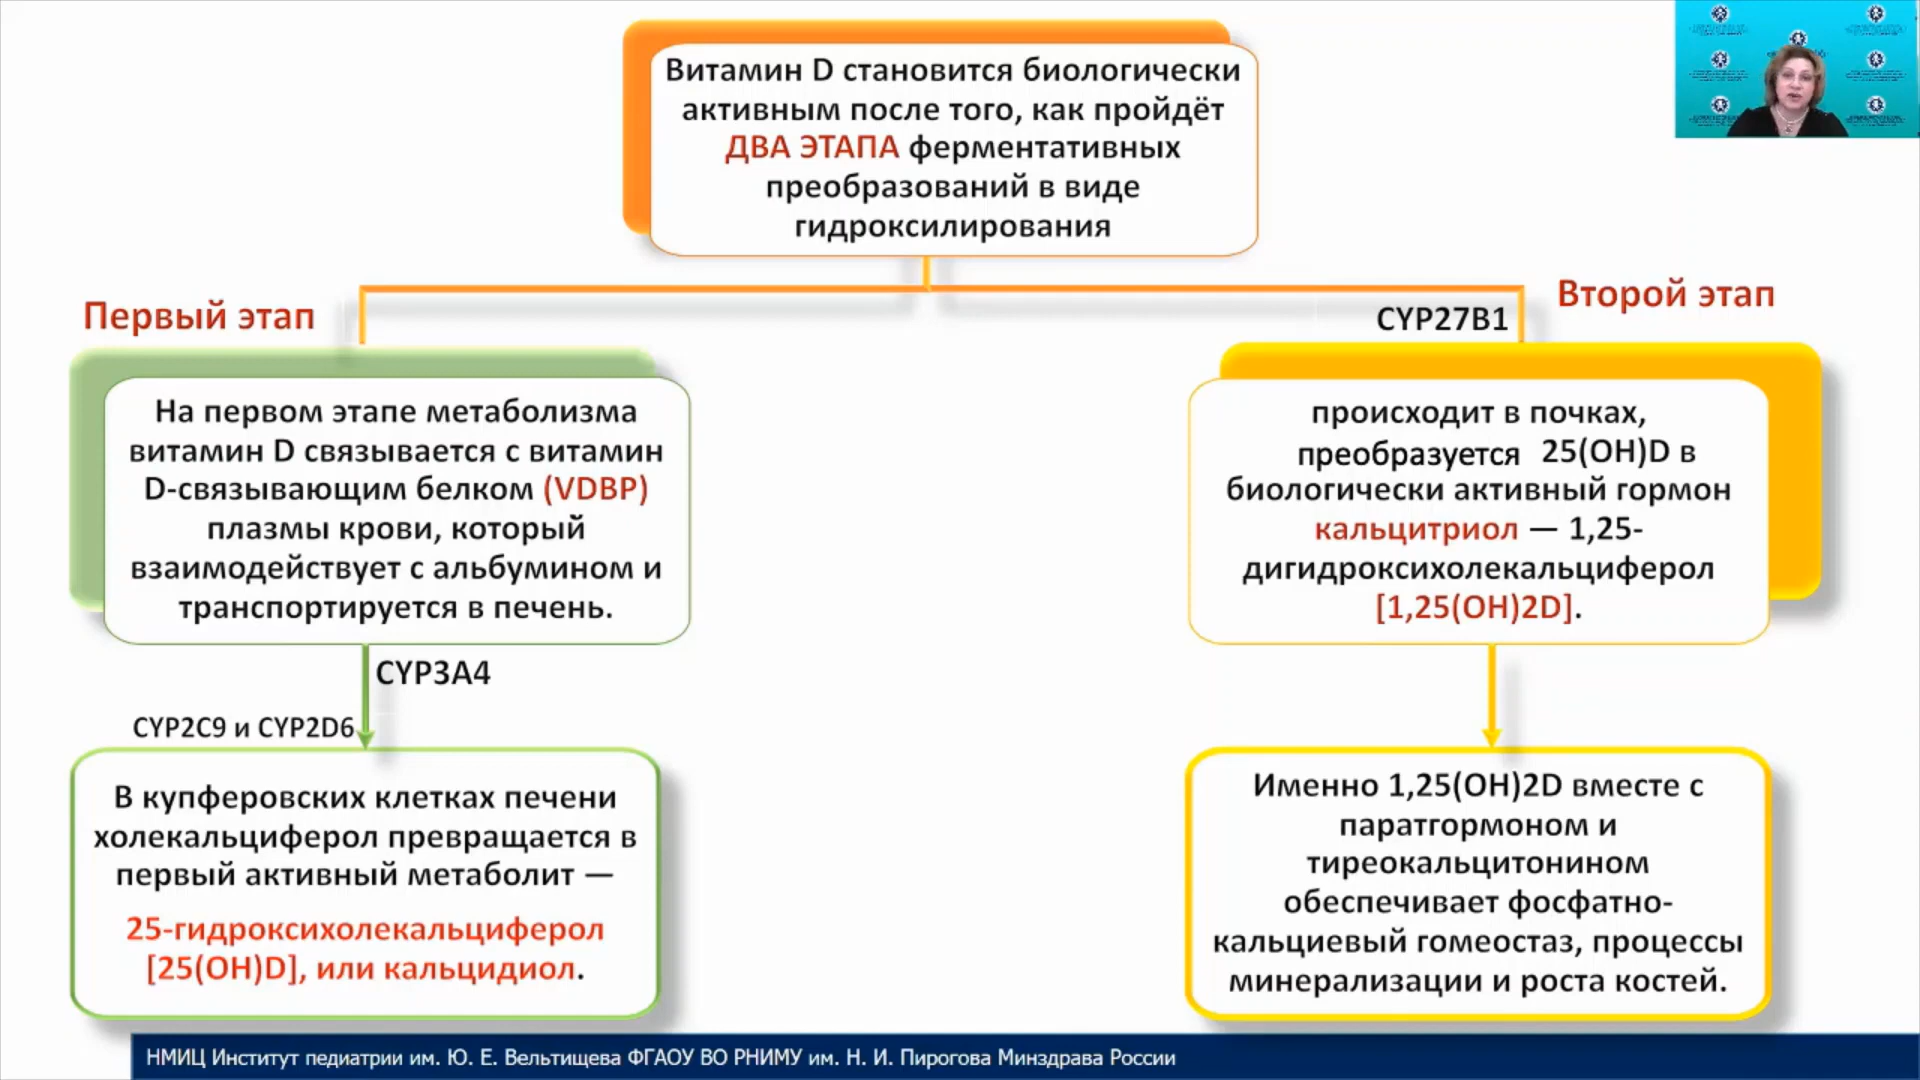 Витамин D становится биологически
активным после того, как пройдёт
ДВА ЭТАПА ферментативных
преобразований в виде
гидроксилирования
Первый этап
На первом этапе метаболизма
витамин D связывается с витамин
D-связывающим белком (VDBP)
плазмы крови, который
взаимодействует с альбумином и
транспортируется в печень.
CYP3A4
CYP2C9 и CYP2D6
В купферовских клетках печени
холекальциферол превращается в
первый активный метаболит —
25-гидроксихолекальциферол
[25(OH)D], или кальцидиол.
Второй этап
CYP27B1
происходит в почках,
преобразуется 25(OH)D в
биологически активный гормон
кальцитриол — 1,25-
дигидроксихолекальциферол
[1,25(OH)2D].
Именно 1,25(OH)2D вместе с
паратгормоном и
тиреокальцитонином
обеспечивает фосфатно-
кальциевый гомеостаз, процессы
минерализации и роста костей.
НМИЦ Институт педиатрии им. Ю. Е. Вельтищева ФГАОУ ВО РНИМУ им. Н. И. Пирогова Минздрава России